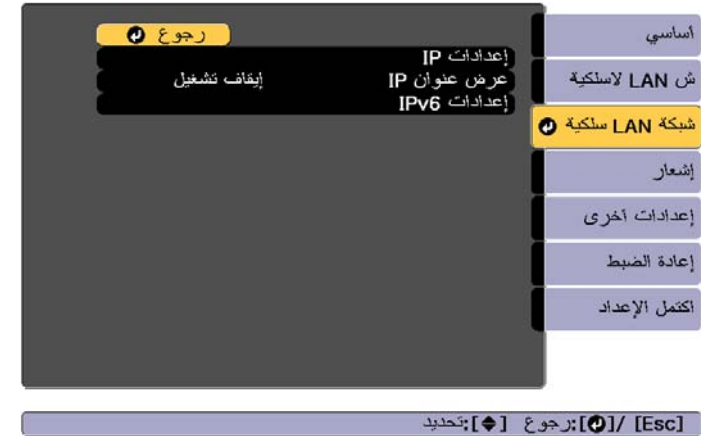 رجوع
إعدادات IP
عرض عنوان IP إيقاف تشغيل
إعدادات IPv6
أساسي
ش LAN لاسلكية
شبكة LAN سلكية
إشعار
إعدادات أخرى
إعادة الضبط
اكتمل الإعداد
[Esc] /[]:رجوع []:تحديد